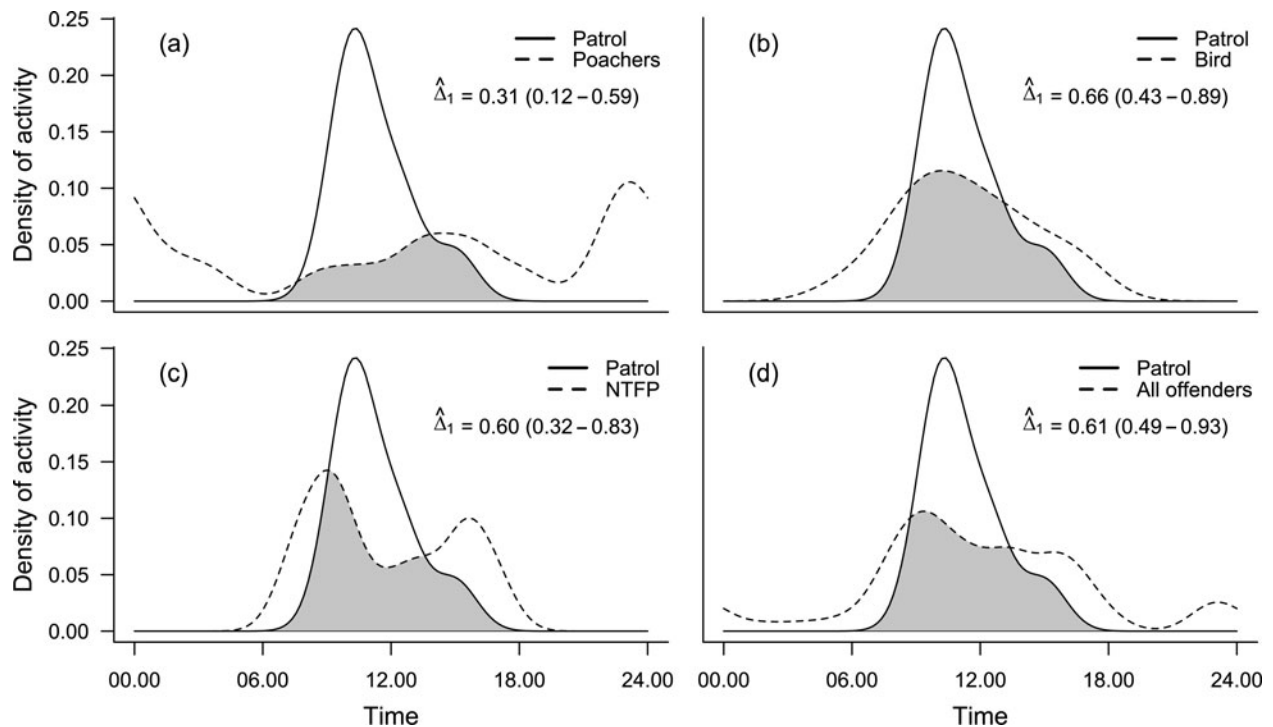 (a)
Patrol
Poachers
Δ̂₁ = 0.31 (0.12 – 0.59)
0.25
0.20
0.15
0.10
0.05
0.00
Density of activity
(b)
Patrol
Bird
Δ̂₁ = 0.66 (0.43 – 0.89)
(c)
Patrol
NTFP
Δ̂₁ = 0.60 (0.32 – 0.83)
0.25
0.20
0.15
0.10
0.05
0.00
Density of activity
00.00 06.00 12.00 18.00 24.00
Time
(d)
Patrol
All offenders
Δ̂₁ = 0.61 (0.49 – 0.93)
00.00 06.00 12.00 18.00 24.00
Time